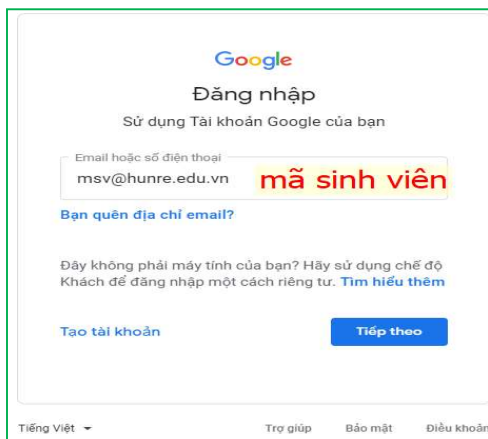 Google
Đăng nhập
Sử dụng Tài khoản Google của bạn
Email hoặc số điện thoại
msv@hunre.edu.vn mã sinh viên
Bạn quên địa chỉ email?
Đây không phải máy tính của bạn? Hãy sử dụng chế độ
Khách để đăng nhập một cách riêng tư. Tìm hiểu thêm
Tạo tài khoản Tiếp theo
Tiếng Việt Trợ giúp Bảo mật Điều khoản